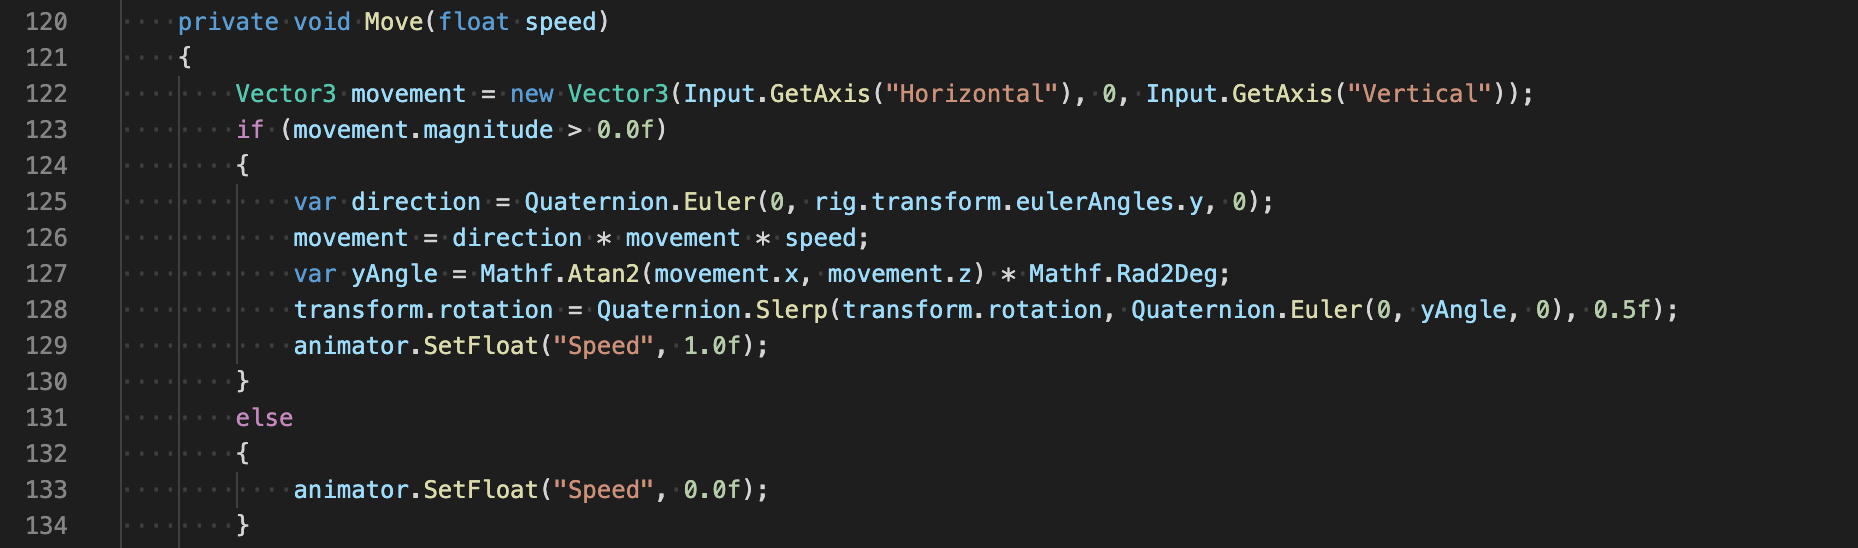 120 private void Move(float speed)
121 {
122 Vector3 movement = new Vector3(Input.GetAxis("Horizontal"), 0, Input.GetAxis("Vertical"));
123 if (movement.magnitude > 0.0f)
124 {
125 var direction = Quaternion.Euler(0, rig.transform.eulerAngles.y, 0);
126 movement = direction * movement * speed;
127 var yAngle = Mathf.Atan2(movement.x, movement.z) * Mathf.Rad2Deg;
128 transform.rotation = Quaternion.Slerp(transform.rotation, Quaternion.Euler(0, yAngle, 0), 0.5f);
129 animator.SetFloat("Speed", 1.0f);
130 }
131 else
132 {
133 animator.SetFloat("Speed", 0.0f);
134 }